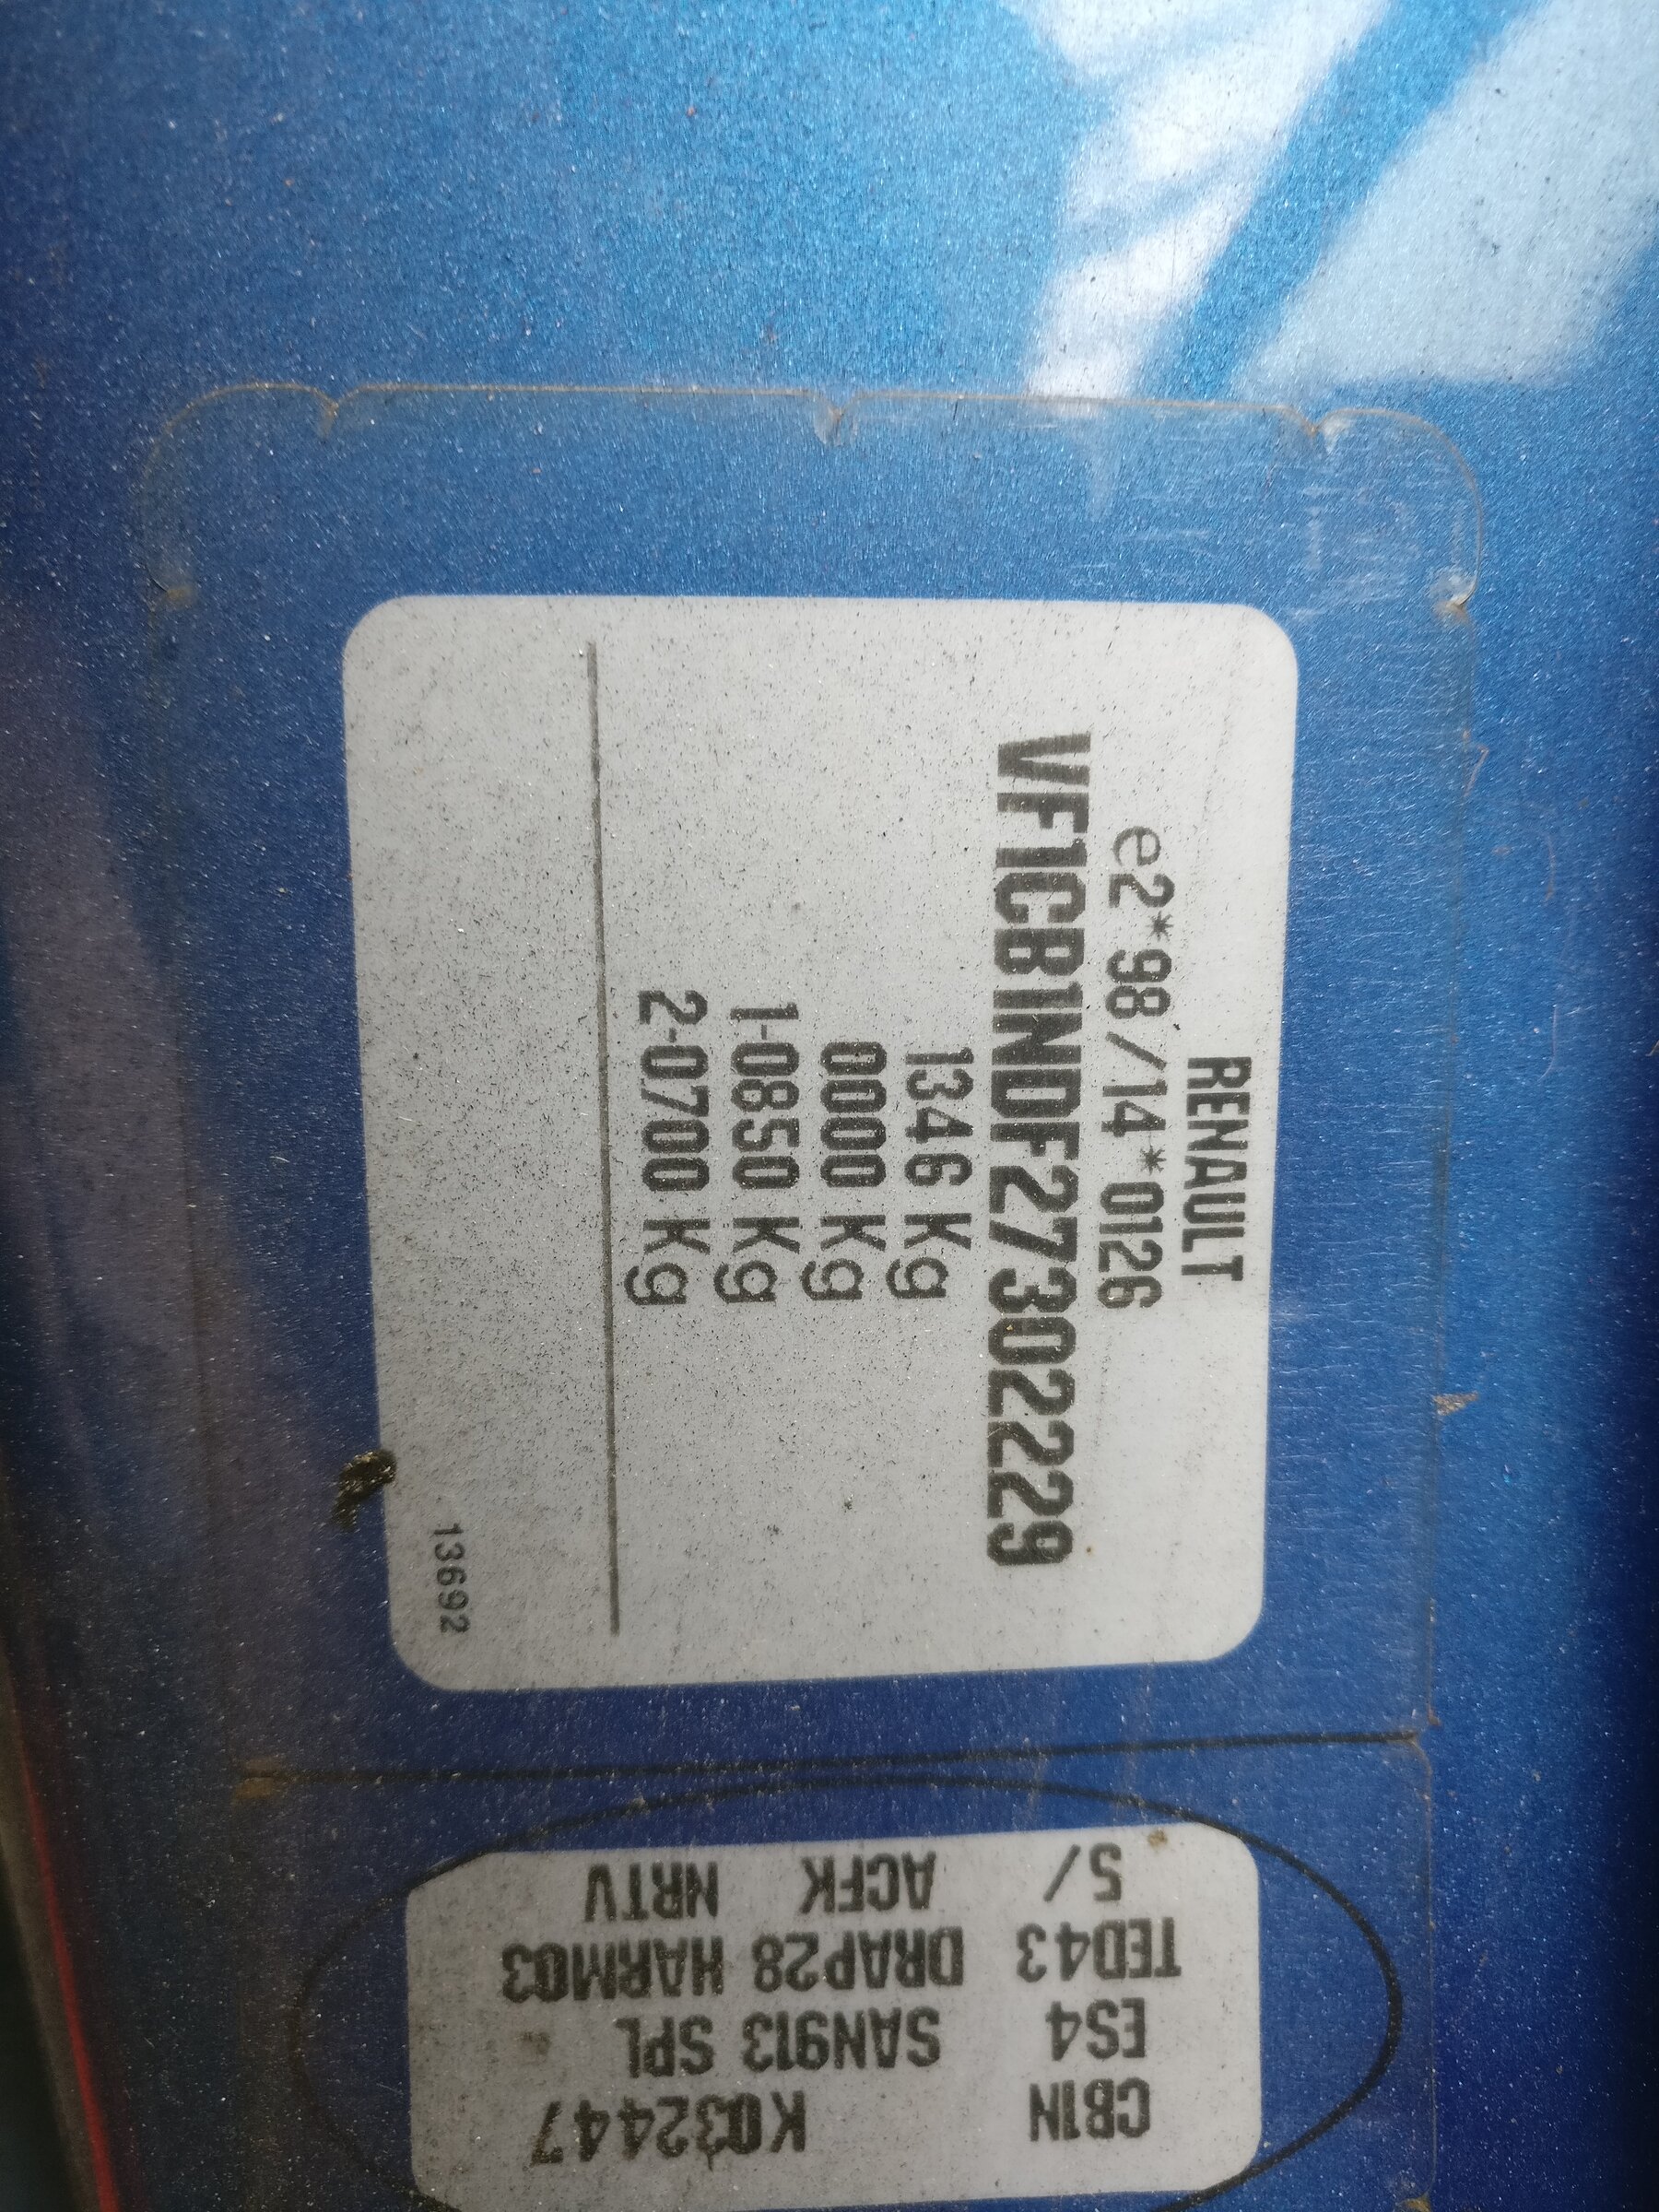 RENAULT
e2*98/14*0126
VF1CB1NDF27302229
1346 Kg
0000 Kg
1-0850 Kg
2-0700 Kg
13692
CB1N K032447
ES4 SAN913 SPL
TED43 DRAP28 HARM03
5/ ACFK NRTV